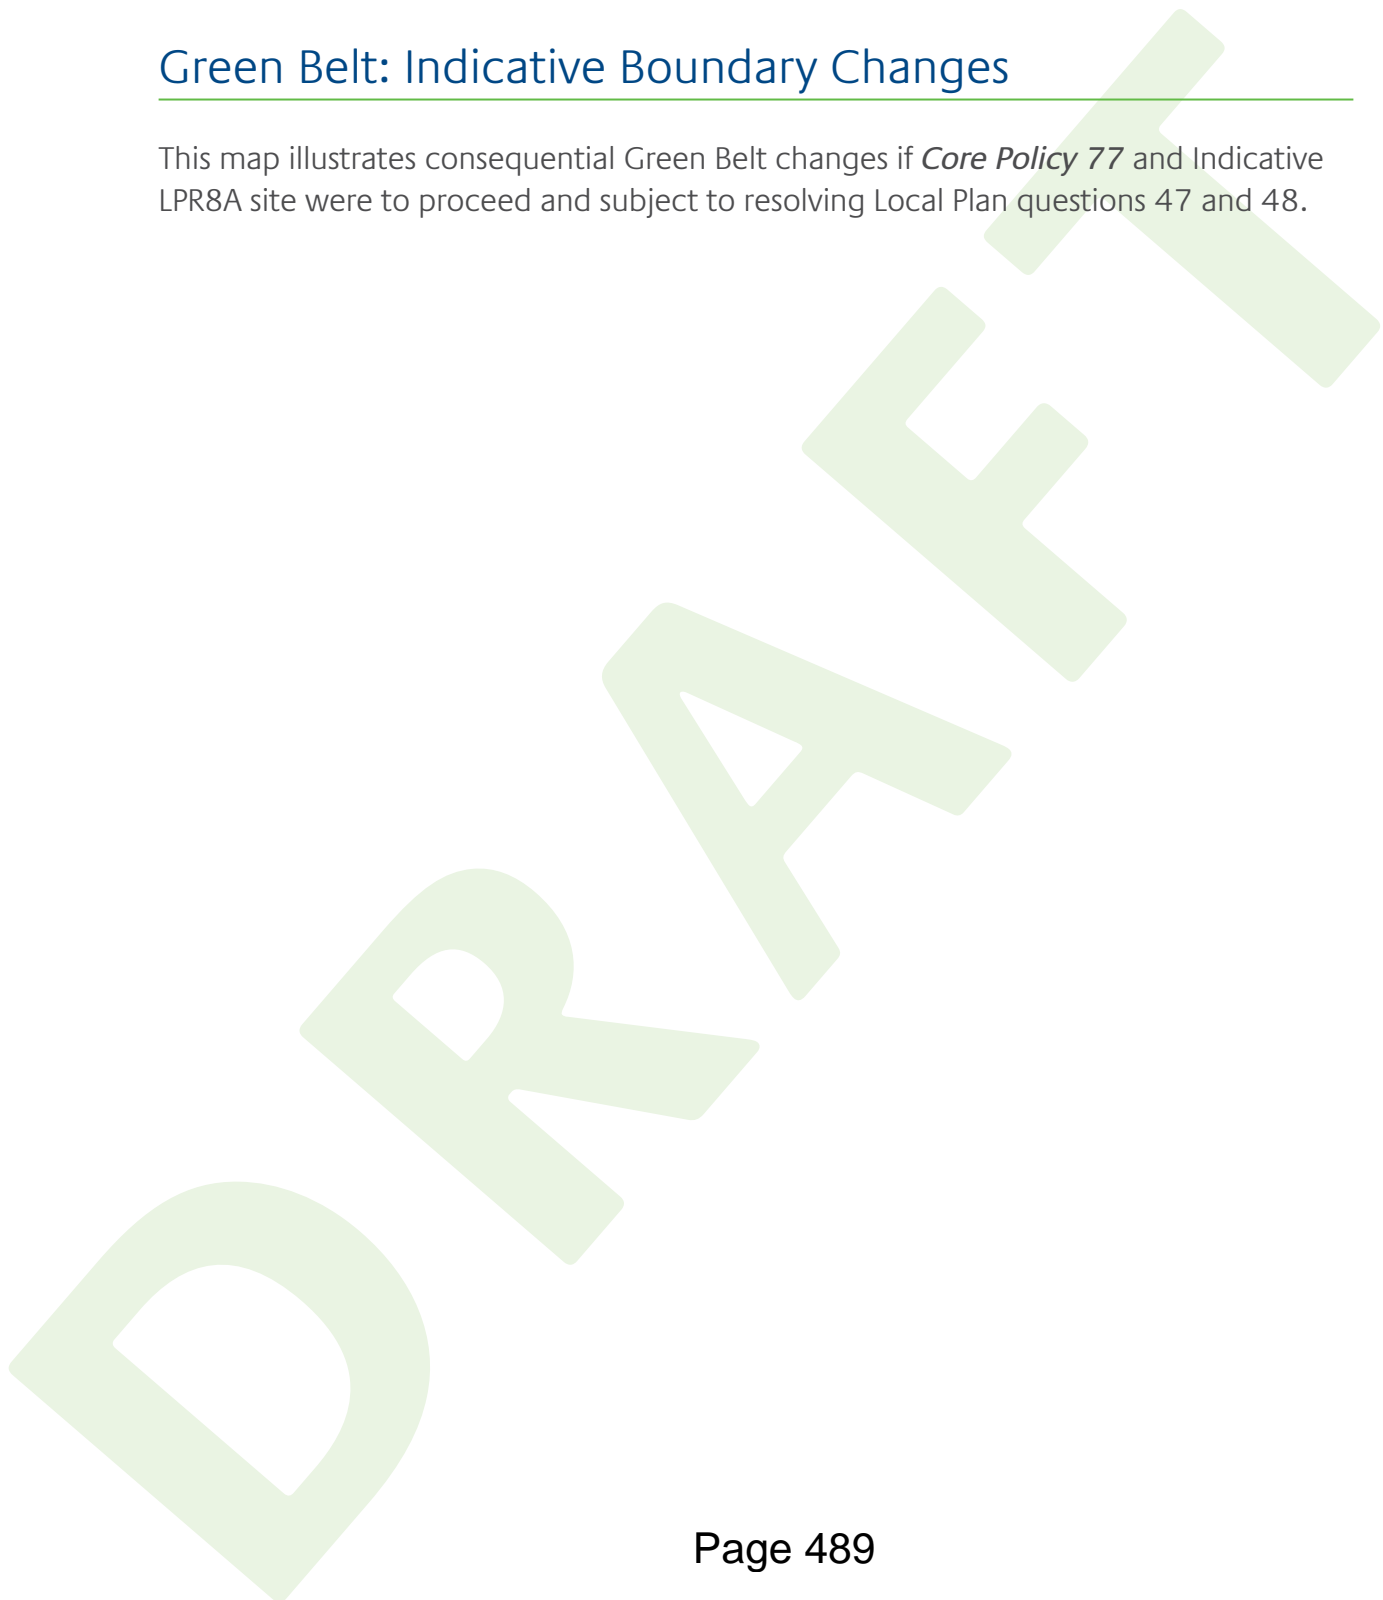 Green Belt: Indicative Boundary Changes
This map illustrates consequential Green Belt changes if Core Policy 77 and Indicative
LPR8A site were to proceed and subject to resolving Local Plan questions 47 and 48.
DRAFT
Page 489